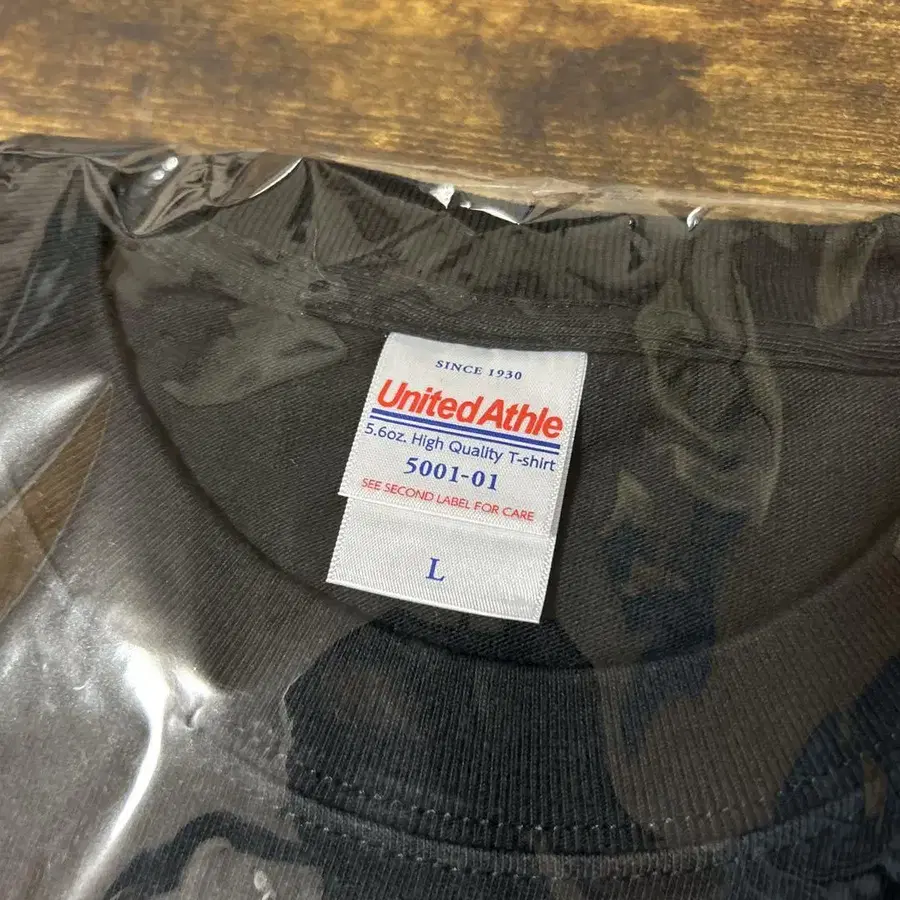 SINCE 1930
United Athle
5.6oz. High Quality T-shirt
5001-01
SEE SECOND LABEL FOR CARE
L